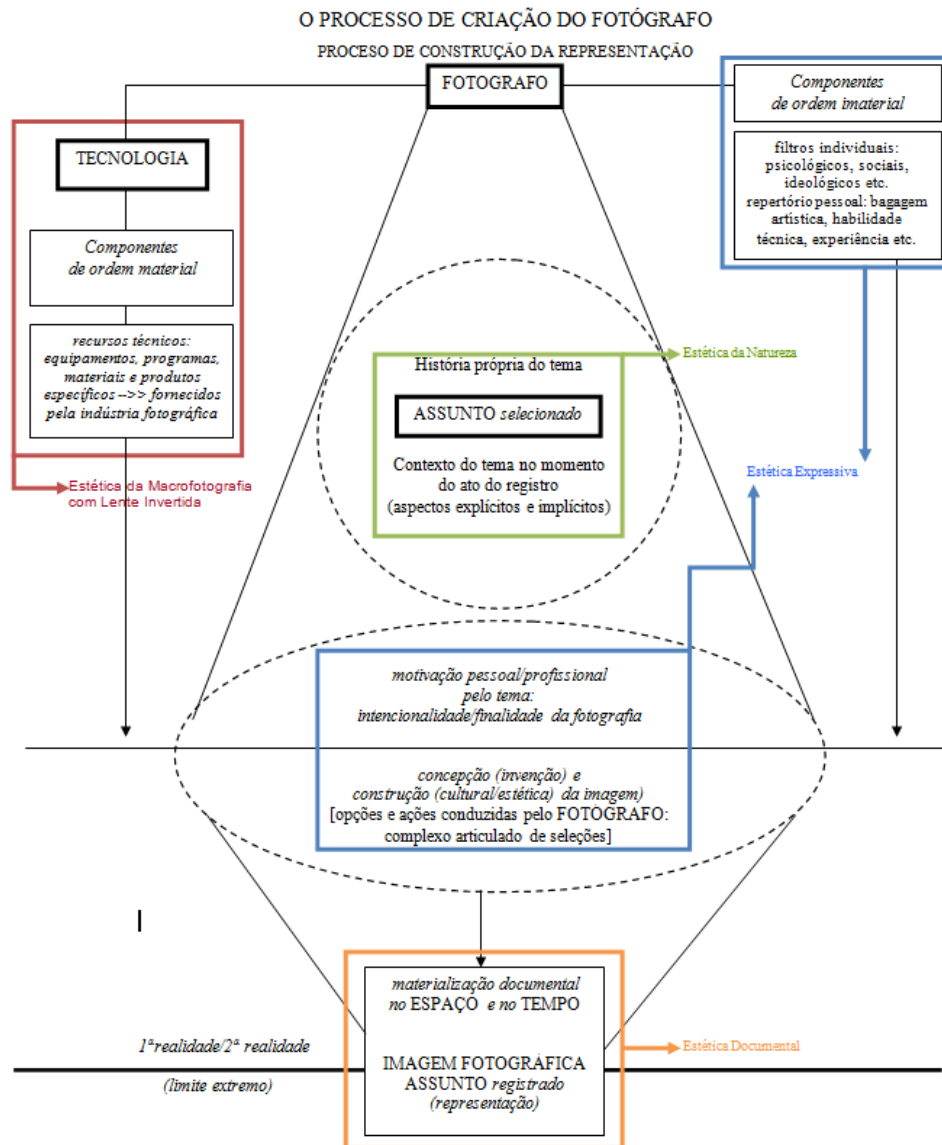 O PROCESSO DE CRIAÇÃO DO FOTÓGRAFO
PROCESO DE CONSTRUÇÃO DA REPRESENTAÇÃO
FOTOGRAFO
TECNOLOGIA
Componentes
de ordem material
recursos técnicos:
equipamentos, programas,
materiais e produtos
específicos -->> fornecidos
pela indústria fotográfica
Estética da Macrofotografia
com Lente Invertida
Componentes
de ordem imaterial
filtros individuais:
psicológicos, sociais,
ideológicos etc.
repertório pessoal: bagagem
artística, habilidade
técnica, experiência etc.
História própria do tema
ASSUNTO selecionado
Contexto do tema no momento
do ato do registro
(aspectos explícitos e implícitos)
Estética da Natureza
Estética Expressiva
motivação pessoal/profissional
pelo tema:
intencionalidade/finalidade da fotografia
concepção (invenção) e
construção (cultural/estética) da imagem)
[opções e ações conduzidas pelo FOTÓGRAFO:
complexo articulado de seleções]
materialização documental
no ESPAÇO e no TEMPO
IMAGEM FOTOGRÁFICA
ASSUNTO registrado
(representação)
Estética Documental
1ª realidade/2ª realidade
(limite extremo)